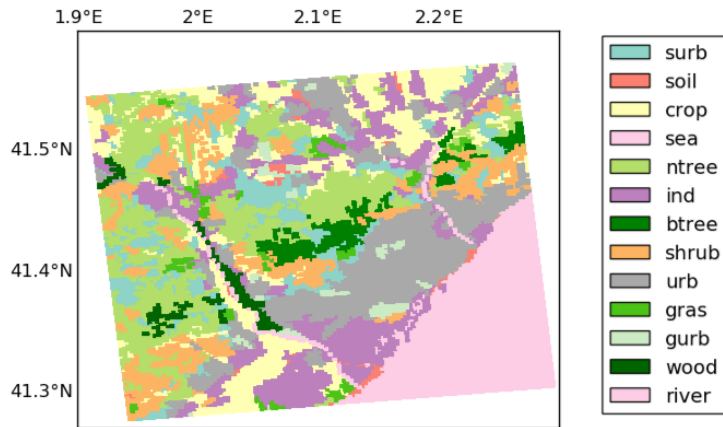 1.9°E 2°E 2.1°E 2.2°E
41.5°N
41.4°N
41.3°N
surb
soil
crop
sea
ntree
ind
btree
shrub
urb
gras
gurb
wood
river